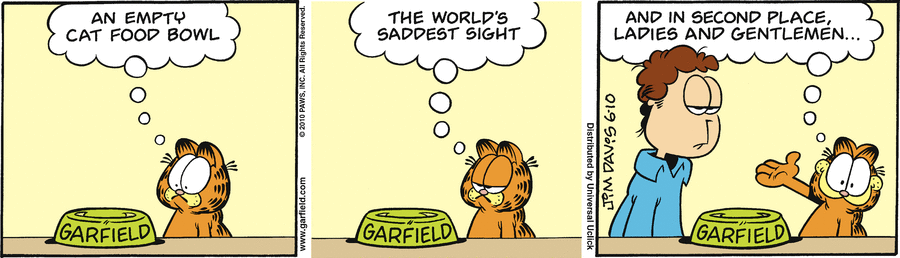 AN EMPTY
CAT FOOD BOWL
GARFIELD
© 2010 PAWS, INC. All Rights Reserved.
www.garfield.com
THE WORLD'S
SADDEST SIGHT
GARFIELD
Distributed by Universal Uclick
AND IN SECOND PLACE,
LADIES AND GENTLEMEN...
JIM DAVIS 6·10
GARFIELD